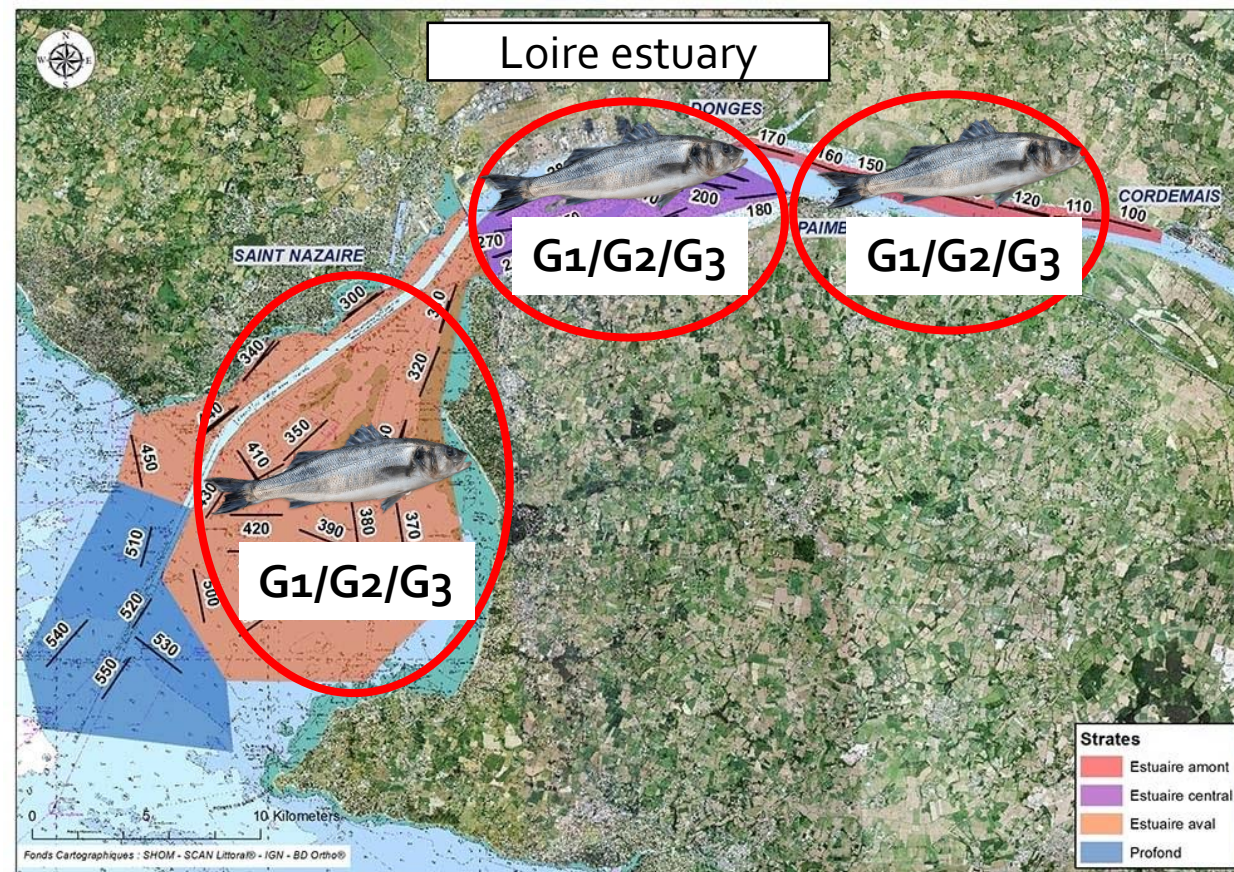 Loire estuary
N
W
E
S
DONGES
170
160
150
CORDEMAIS
120
110
100
200
180
270
G1/G2/G3
G1/G2/G3
SAINT NAZAIRE
300
340
320
450
410
350
420
390
380
370
G1/G2/G3
510
500
520
540
530
550
Strates
Estuaire amont
Estuaire central
Estuaire aval
Profond
0
5
10 Kilometers
Fonds Cartographiques : SHOM - SCAN Littoral® - IGN - BD Ortho®